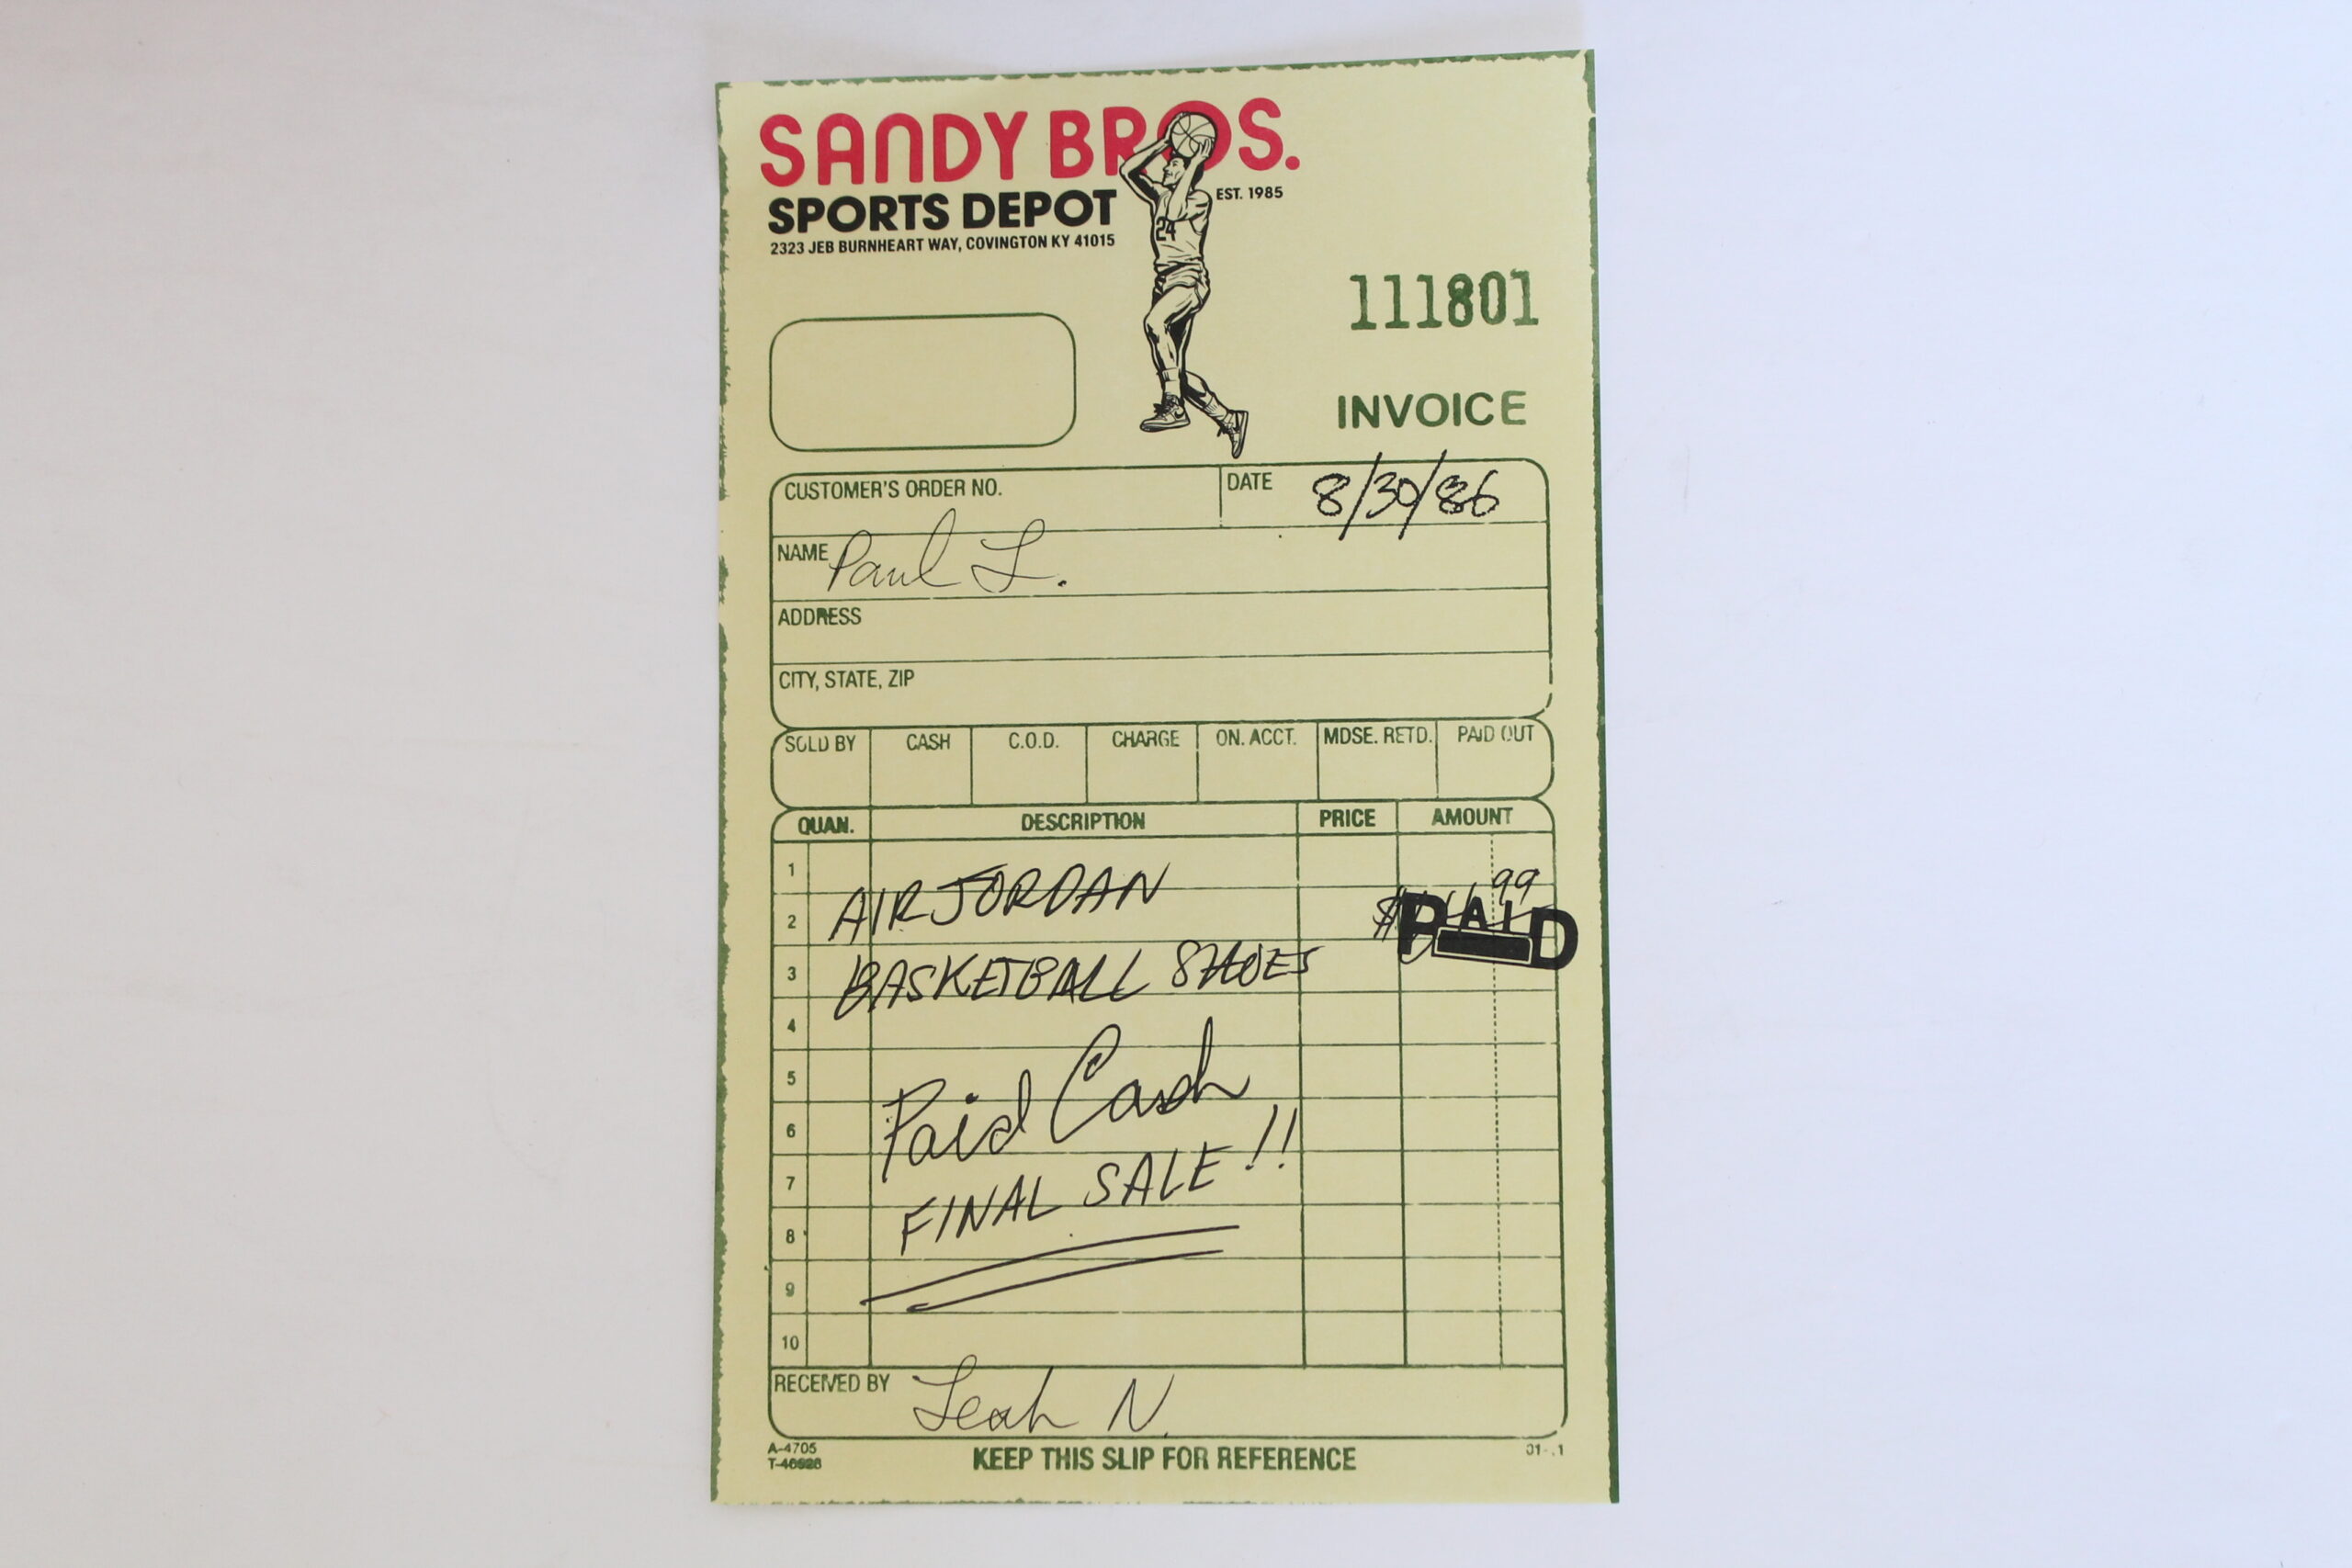 SANDY BROS.
SPORTS DEPOT
EST. 1985
2323 JEB BURNHEART WAY, COVINGTON KY 41015
24
111801
INVOICE
CUSTOMER'S ORDER NO. DATE 8/30/86
NAME Paul L.
ADDRESS
CITY, STATE, ZIP
SOLD BY CASH C.O.D. CHARGE ON. ACCT. MDSE. RETD. PAID OUT
QUAN. DESCRIPTION PRICE AMOUNT
1
2 AIR JORDAN $ 99 PAID
3 BASKETBALL SHOES
4
5
6 Paid Cash
7
8 FINAL SALE!!
9
10
RECEIVED BY Leah N.
A-4705
KEEP THIS SLIP FOR REFERENCE